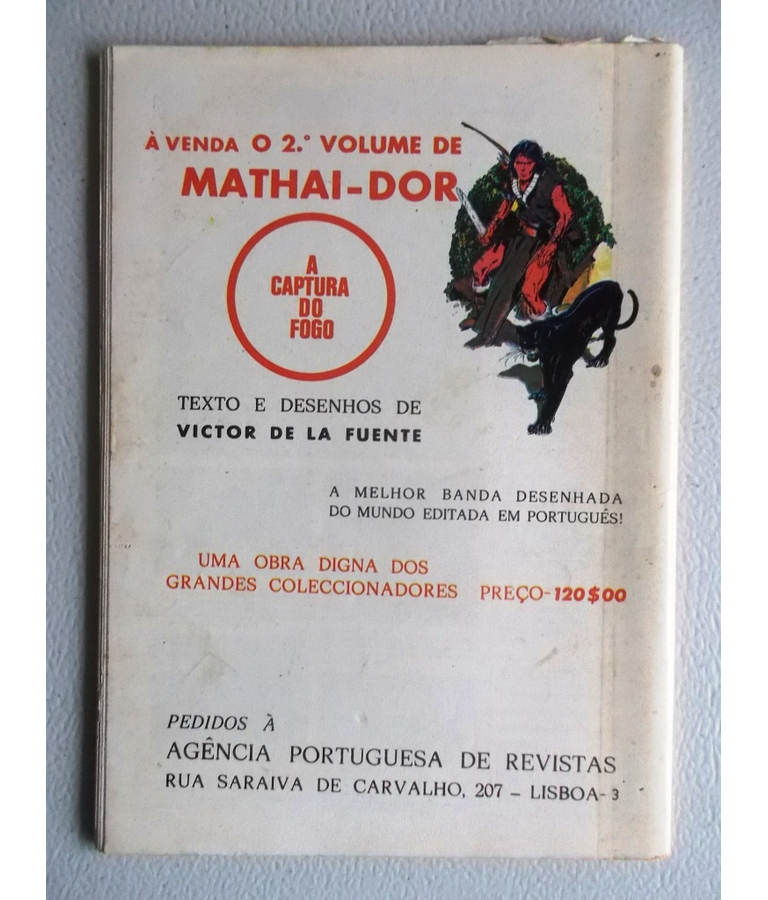 À VENDA O 2.º VOLUME DE
MATHAI-DOR
A
CAPTURA
DO
FOGO
TEXTO E DESENHOS DE
VICTOR DE LA FUENTE
A MELHOR BANDA DESENHADA
DO MUNDO EDITADA EM PORTUGUÊS!
UMA OBRA DIGNA DOS
GRANDES COLECCIONADORES PREÇO-120$00
PEDIDOS À
AGÊNCIA PORTUGUESA DE REVISTAS
RUA SARAIVA DE CARVALHO, 207 – LISBOA-3